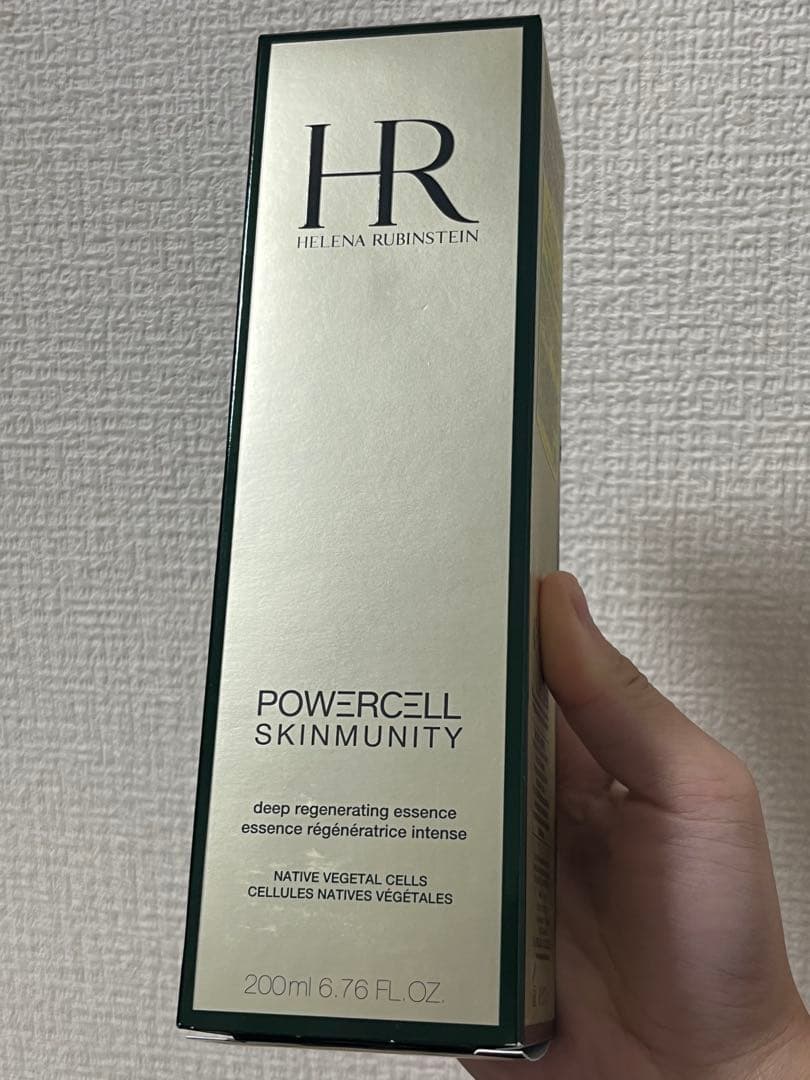 HR
HELENA RUBINSTEIN
POWERCELL
SKINMUNITY
deep regenerating essence
essence régénératrice intense
NATIVE VEGETAL CELLS
CELLULES NATIVES VÉGÉTALES
200ml 6.76 FL.OZ.